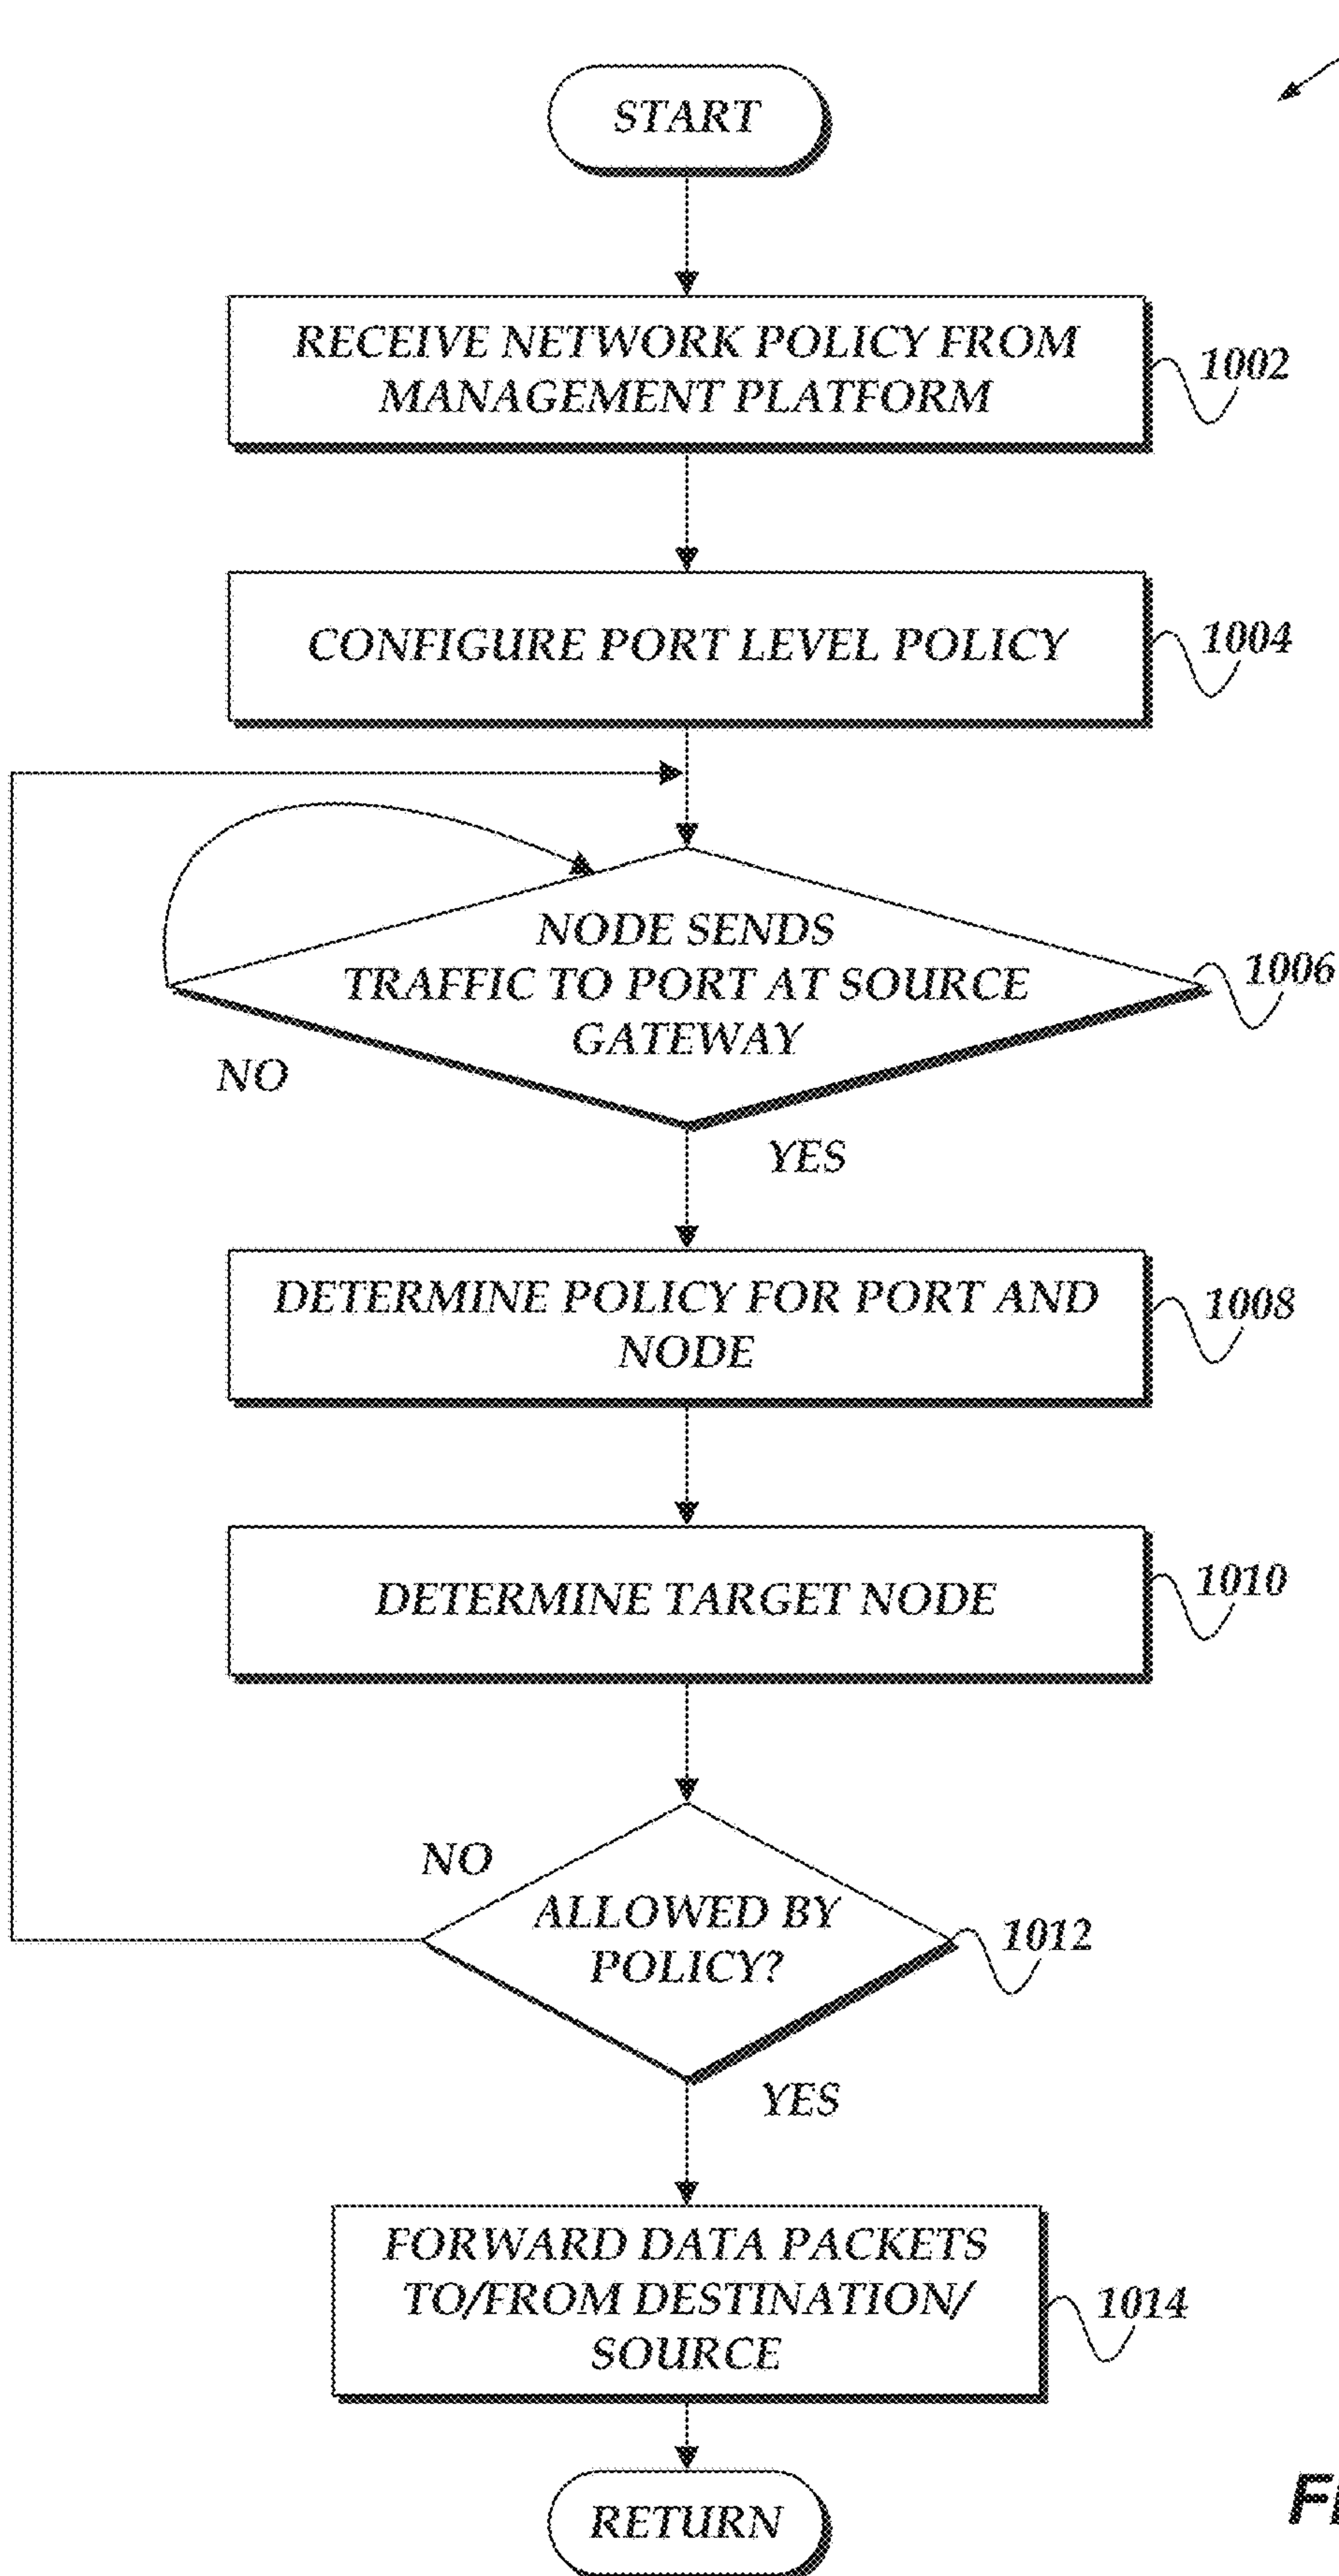 START
RECEIVE NETWORK POLICY FROM
MANAGEMENT PLATFORM
1002
CONFIGURE PORT LEVEL POLICY
1004
NODE SENDS
TRAFFIC TO PORT AT SOURCE
GATEWAY
1006
NO
YES
DETERMINE POLICY FOR PORT AND
NODE
1008
DETERMINE TARGET NODE
1010
NO
ALLOWED BY
POLICY?
1012
YES
FORWARD DATA PACKETS
TO/FROM DESTINATION/
SOURCE
1014
RETURN